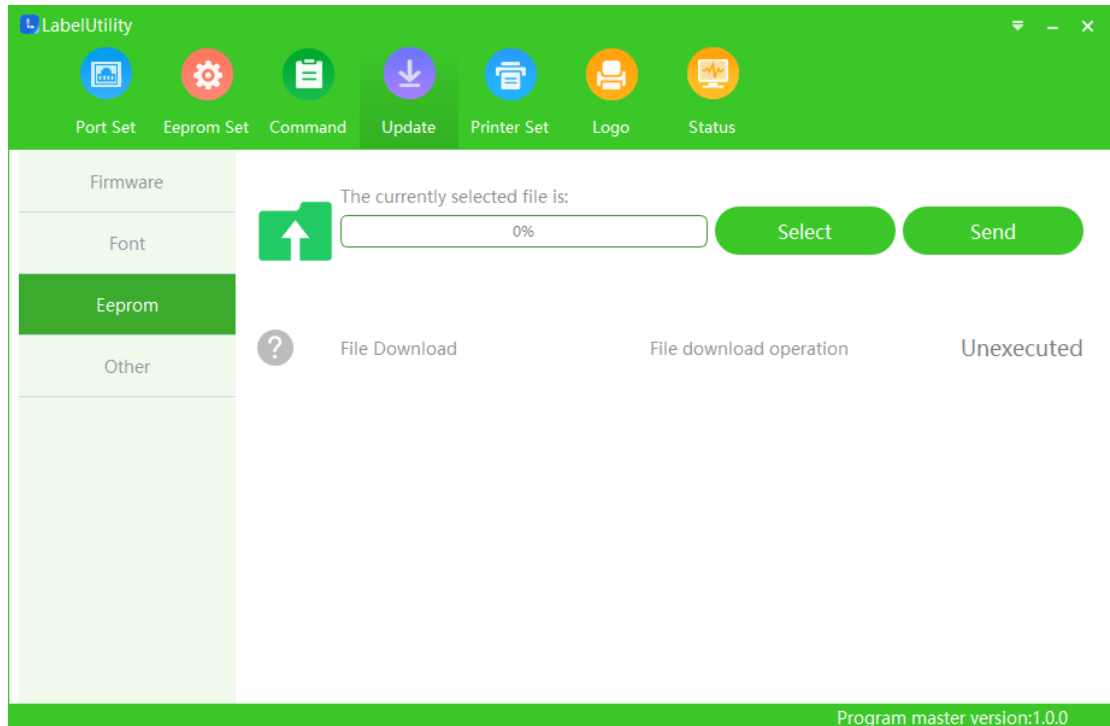 LabelUtility
Port Set Eeprom Set Command Update Printer Set Logo Status
Firmware
Font
Eeprom
Other
The currently selected file is:
0%
Select
Send
File Download
File download operation
Unexecuted
Program master version:1.0.0